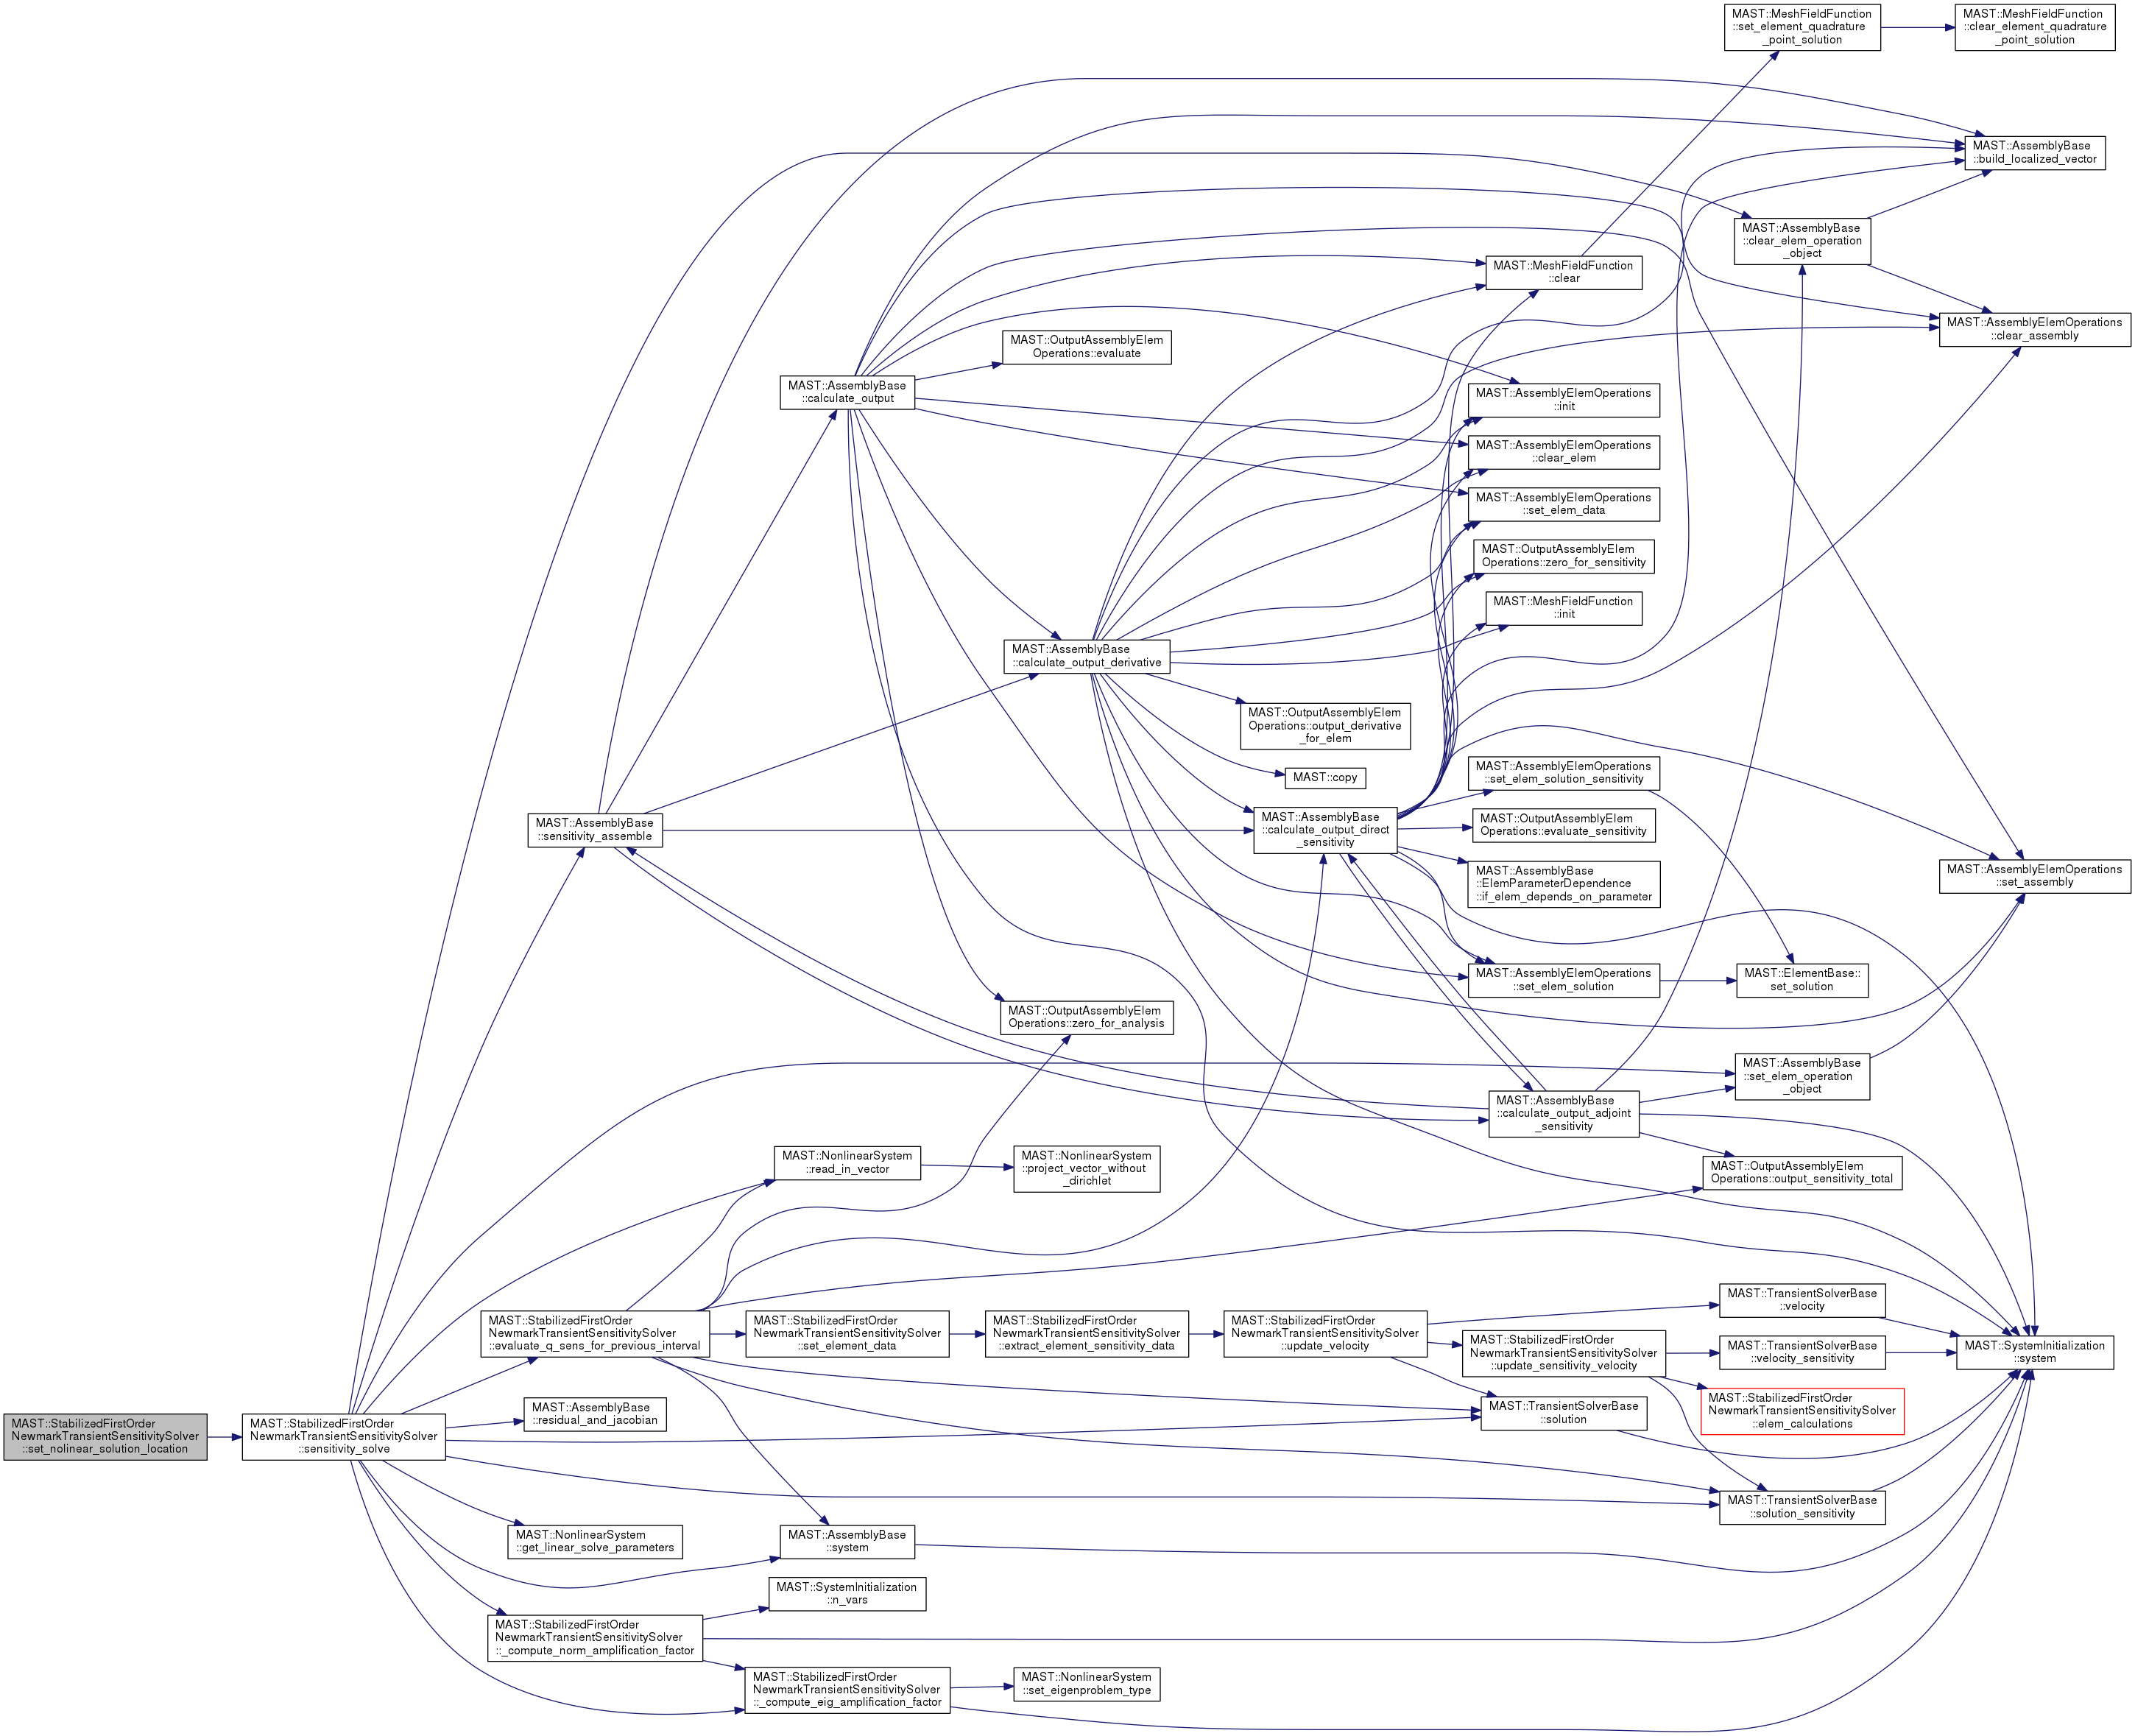 MAST::MeshFieldFunction
::set_element_quadrature
_point_solution
MAST::MeshFieldFunction
::clear_element_quadrature
_point_solution
MAST::AssemblyBase
::build_localized_vector
MAST::AssemblyBase
::clear_elem_operation
_object
MAST::MeshFieldFunction
::clear
MAST::AssemblyElemOperations
::clear_assembly
MAST::OutputAssemblyElem
Operations::evaluate
MAST::AssemblyBase
::calculate_output
MAST::AssemblyElemOperations
::init
MAST::AssemblyElemOperations
::clear_elem
MAST::AssemblyElemOperations
::set_elem_data
MAST::OutputAssemblyElem
Operations::zero_for_sensitivity
MAST::MeshFieldFunction
::init
MAST::AssemblyBase
::calculate_output_derivative
MAST::OutputAssemblyElem
Operations::output_derivative
_for_elem
MAST::copy
MAST::AssemblyElemOperations
::set_elem_solution_sensitivity
MAST::AssemblyBase
::sensitivity_assemble
MAST::AssemblyBase
::calculate_output_direct
_sensitivity
MAST::OutputAssemblyElem
Operations::evaluate_sensitivity
MAST::AssemblyBase
::ElemParameterDependence
::if_elem_depends_on_parameter
MAST::AssemblyElemOperations
::set_assembly
MAST::AssemblyElemOperations
::set_elem_solution
MAST::ElementBase::
set_solution
MAST::OutputAssemblyElem
Operations::zero_for_analysis
MAST::AssemblyBase
::set_elem_operation
_object
MAST::AssemblyBase
::calculate_output_adjoint
_sensitivity
MAST::NonlinearSystem
::read_in_vector
MAST::NonlinearSystem
::project_vector_without
_dirichlet
MAST::OutputAssemblyElem
Operations::output_sensitivity_total
MAST::StabilizedFirstOrder
NewmarkTransientSensitivitySolver
::evaluate_q_sens_for_previous_interval
MAST::StabilizedFirstOrder
NewmarkTransientSensitivitySolver
::set_element_data
MAST::StabilizedFirstOrder
NewmarkTransientSensitivitySolver
::extract_element_sensitivity_data
MAST::StabilizedFirstOrder
NewmarkTransientSensitivitySolver
::update_velocity
MAST::TransientSolverBase
::velocity
MAST::StabilizedFirstOrder
NewmarkTransientSensitivitySolver
::update_sensitivity_velocity
MAST::TransientSolverBase
::velocity_sensitivity
MAST::SystemInitialization
::system
MAST::StabilizedFirstOrder
NewmarkTransientSensitivitySolver
::elem_calculations
MAST::TransientSolverBase
::solution
MAST::AssemblyBase
::residual_and_jacobian
MAST::StabilizedFirstOrder
NewmarkTransientSensitivitySolver
::set_nolinear_solution_location
MAST::StabilizedFirstOrder
NewmarkTransientSensitivitySolver
::sensitivity_solve
MAST::TransientSolverBase
::solution_sensitivity
MAST::NonlinearSystem
::get_linear_solve_parameters
MAST::AssemblyBase
::system
MAST::SystemInitialization
::n_vars
MAST::StabilizedFirstOrder
NewmarkTransientSensitivitySolver
::_compute_norm_amplification_factor
MAST::StabilizedFirstOrder
NewmarkTransientSensitivitySolver
::_compute_eig_amplification_factor
MAST::NonlinearSystem
::set_eigenproblem_type